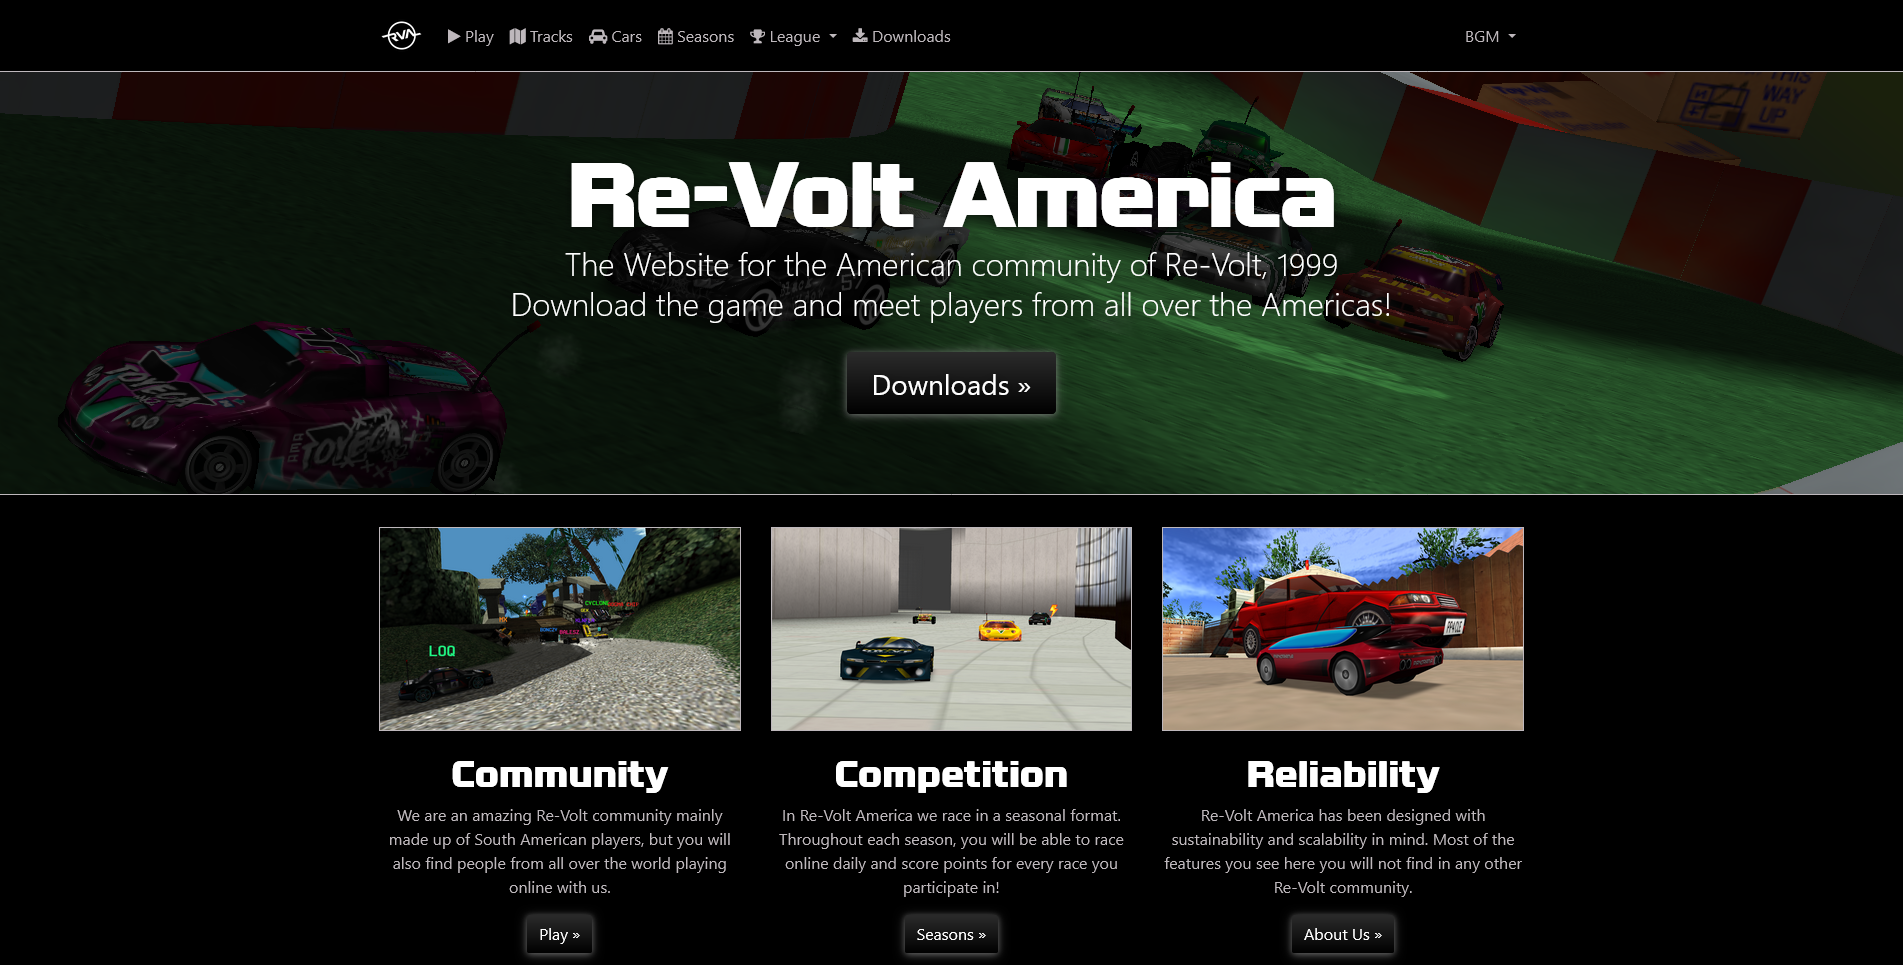 RVA
Play Tracks Cars Seasons League Downloads
BGM
THIS
WAY
UP
Re-Volt America
The Website for the American community of Re-Volt, 1999
Download the game and meet players from all over the Americas!
Downloads »
TOYECA
LOQ
Community
We are an amazing Re-Volt community mainly
made up of South American players, but you will
also find people from all over the world playing
online with us.
Play »
Competition
In Re-Volt America we race in a seasonal format.
Throughout each season, you will be able to race
online daily and score points for every race you
participate in!
Seasons »
Reliability
Re-Volt America has been designed with
sustainability and scalability in mind. Most of the
features you see here you will not find in any other
Re-Volt community.
About Us »